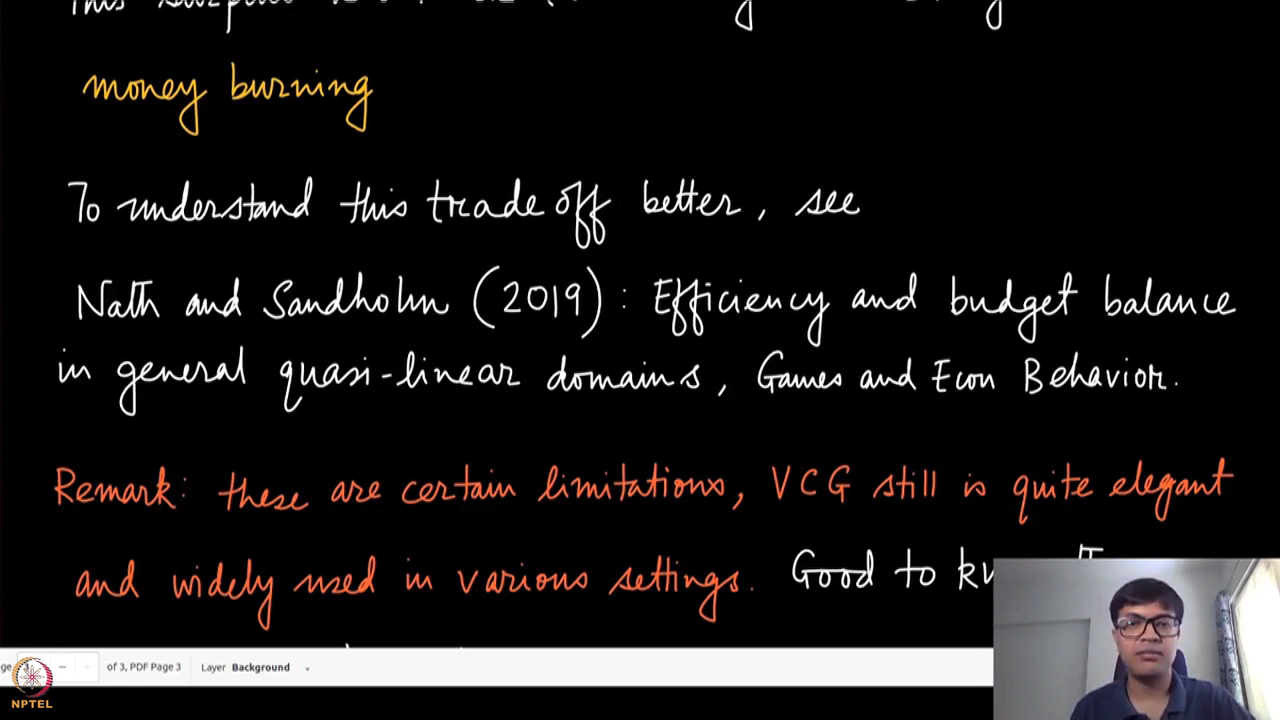 This
money burning
To understand this trade off better, see
Nath and Sandholm (2019): Efficiency and budget balance
in general quasi-linear domains, Games and Econ Behavior.
Remark: these are certain limitations, VCG still is quite elegant
and widely used in various settings. Good to
of 3, PDF Page 3 Layer Background
NPTEL